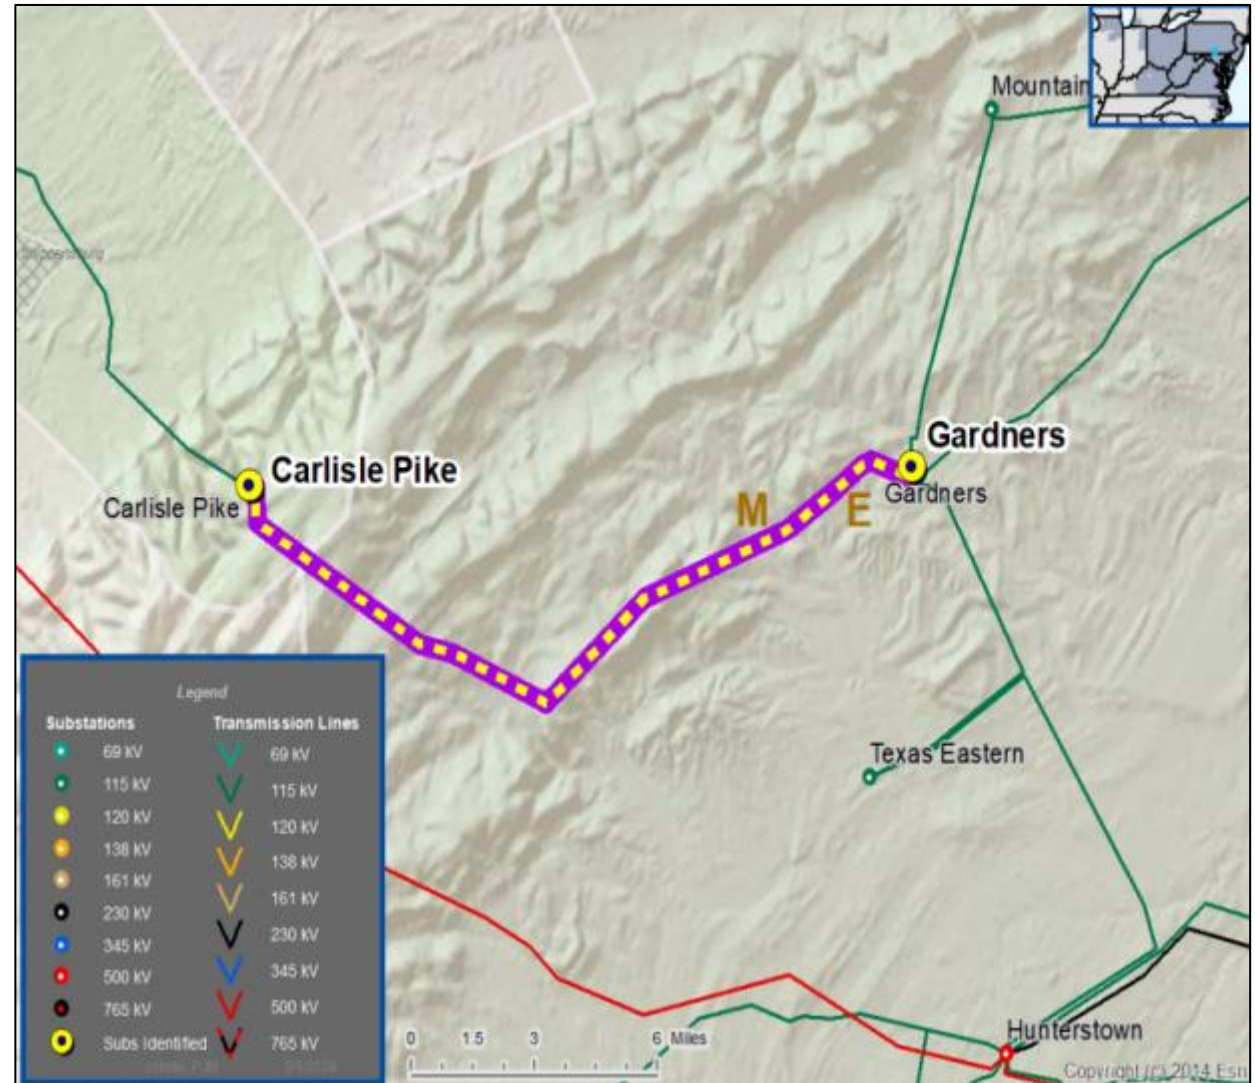 Mountain
Gardners
Carlisle Pike
Gardners
Carlisle Pike
M E
Texas Eastern
Legend
Substations
Transmission Lines
69 kV
69 kV
115 kV
115 kV
120 kV
120 kV
138 kV
138 kV
161 kV
161 kV
230 kV
230 kV
345 kV
345 kV
500 kV
500 kV
765 kV
765 kV
Subs Identified
0 1.5 3 6 Miles
Hunterstown
Copyright (c) 2014 Esri